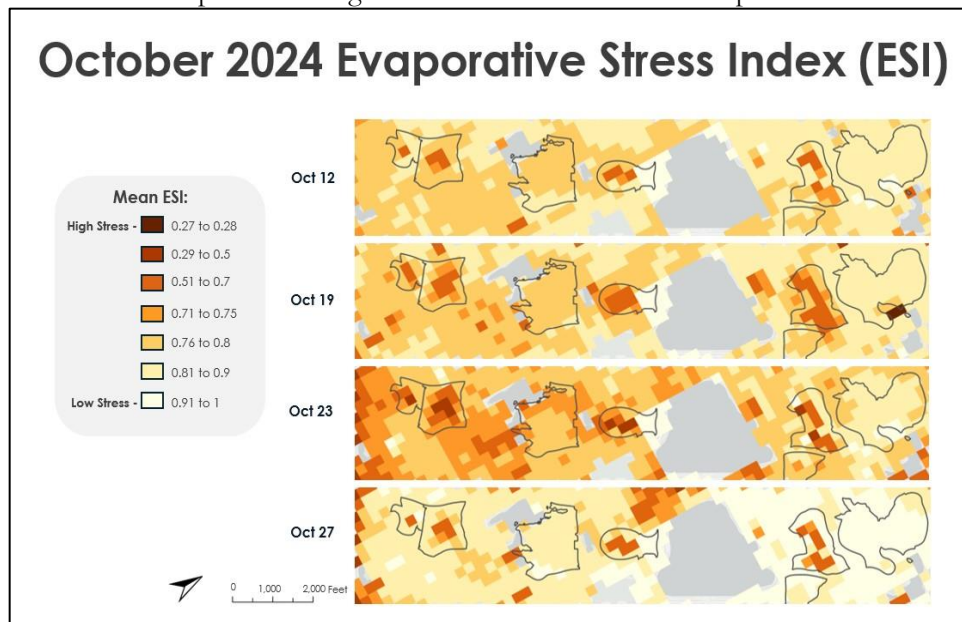 October 2024 Evaporative Stress Index (ESI)
Mean ESI:
High Stress - 0.27 to 0.28
0.29 to 0.5
0.51 to 0.7
0.71 to 0.75
0.76 to 0.8
0.81 to 0.9
Low Stress - 0.91 to 1
Oct 12
Oct 19
Oct 23
Oct 27
0 1,000 2,000 Feet